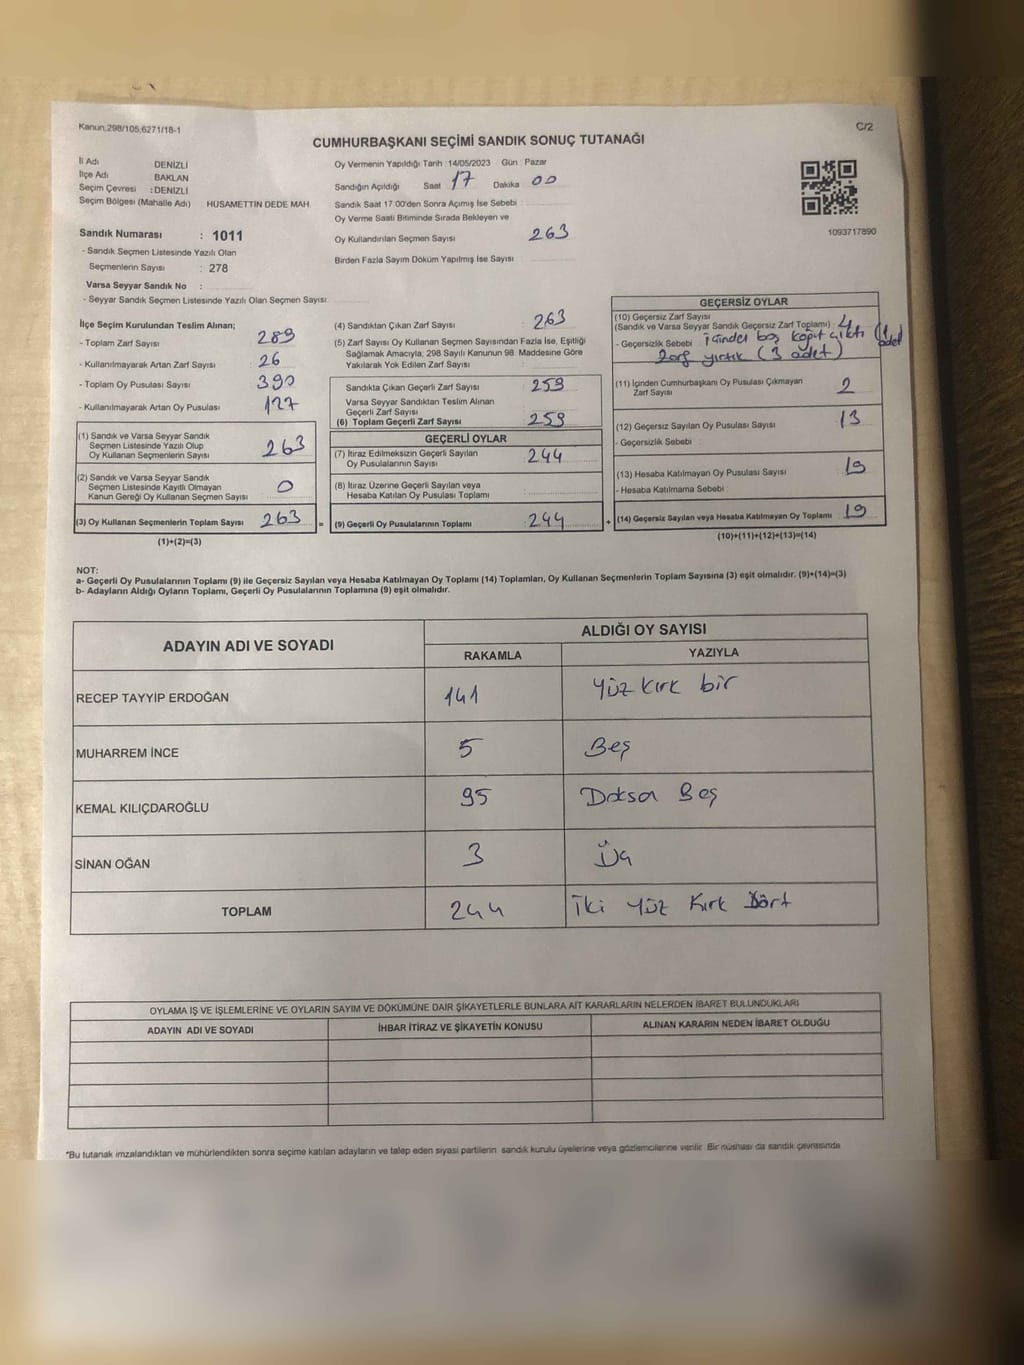 Kanun,298/105;6271/18-1
C/2
CUMHURBAŞKANI SEÇİMİ SANDIK SONUÇ TUTANAĞI
İl Adı DENİZLİ
İlçe Adı BAKLAN
Seçim Çevresi : DENİZLİ
Seçim Bölgesi (Mahalle Adı) : HÜSAMETTİN DEDE MAH.
Sandık Numarası : 1011
- Sandık Seçmen Listesinde Yazılı Olan
Seçmenlerin Sayısı : 278
Varsa Seyyar Sandık No :
- Seyyar Sandık Seçmen Listesinde Yazılı Olan Seçmen Sayısı:
Oy Vermenin Yapıldığı Tarih : 14/05/2023 Gün : Pazar
Sandığın Açıldığı Saat 17 Dakika 00
Sandık Saat 17.00'den Sonra Açımış İse Sebebi :
Oy Verme Saati Bitiminde Sırada Bekleyen ve
Oy Kullandırılan Seçmen Sayısı 263
Birden Fazla Sayım Döküm Yapılmış İse Sayısı
1093717890
İlçe Seçim Kurulundan Teslim Alınan;
- Toplam Zarf Sayısı : 289
- Kullanılmayarak Artan Zarf Sayısı : 26
- Toplam Oy Pusulası Sayısı : 390
- Kullanılmayarak Artan Oy Pusulası : 127
(1) Sandık ve Varsa Seyyar Sandık
Seçmen Listesinde Yazılı Olup
Oy Kullanan Seçmenlerin Sayısı 263
(2) Sandık ve Varsa Seyyar Sandık
Seçmen Listesinde Kayıtlı Olmayan
Kanun Gereği Oy Kullanan Seçmen Sayısı 0
(3) Oy Kullanan Seçmenlerin Toplam Sayısı 263
(1)+(2)=(3)
(4) Sandıktan Çıkan Zarf Sayısı : 263
(5) Zarf Sayısı Oy Kullanan Seçmen Sayısından Fazla İse, Eşitliği
Sağlamak Amacıyla, 298 Sayılı Kanunun 98. Maddesine Göre
Yakılarak Yok Edilen Zarf Sayısı :
Sandıkta Çıkan Geçerli Zarf Sayısı : 259
Varsa Seyyar Sandıktan Teslim Alınan
Geçerli Zarf Sayısı :
(6) Toplam Geçerli Zarf Sayısı : 259
GEÇERLİ OYLAR
(7) İtiraz Edilmeksizin Geçerli Sayılan
Oy Pusulalarının Sayısı : 244
(8) İtiraz Üzerine Geçerli Sayılan veya
Hesaba Katılan Oy Pusulası Toplamı :
= (9) Geçerli Oy Pusulalarının Toplamı : 244
GEÇERSİZ OYLAR
(10) Geçersiz Zarf Sayısı
(Sandık ve Varsa Seyyar Sandık Geçersiz Zarf Toplamı) : 4
- Geçersizlik Sebebi : İçinden boş kağıt çıktı (1 adet
Zarf yırtık (3 adet)
(11) İçinden Cumhurbaşkanı Oy Pusulası Çıkmayan
Zarf Sayısı : 2
(12) Geçersiz Sayılan Oy Pusulası Sayısı : 13
- Geçersizlik Sebebi :
(13) Hesaba Katılmayan Oy Pusulası Sayısı : 19
- Hesaba Katılmama Sebebi :
+ (14) Geçersiz Sayılan veya Hesaba Katılmayan Oy Toplamı : 19
(10)+(11)+(12)+(13)=(14)
NOT:
a- Geçerli Oy Pusulalarının Toplamı (9) ile Geçersiz Sayılan veya Hesaba Katılmayan Oy Toplamı (14) Toplamları, Oy Kullanan Seçmenlerin Toplam Sayısına (3) eşit olmalıdır. (9)+(14)=(3)
b- Adayların Aldığı Oyların Toplamı, Geçerli Oy Pusulalarının Toplamına (9) eşit olmalıdır.
ADAYIN ADI VE SOYADI
ALDIĞI OY SAYISI
RAKAMLA YAZIYLA
RECEP TAYYİP ERDOĞAN 141 Yüz kırk bir
MUHARREM İNCE 5 Beş
KEMAL KILIÇDAROĞLU 95 Doksa Beş
SİNAN OĞAN 3 Üç
TOPLAM 244 İki Yüz Kırk Dört
OYLAMA İŞ VE İŞLEMLERİNE VE OYLARIN SAYIM VE DÖKÜMÜNE DAİR ŞİKAYETLERLE BUNLARA AİT KARARLARIN NELERDEN İBARET BULUNDUKLARI
ADAYIN ADI VE SOYADI İHBAR İTİRAZ VE ŞİKAYETİN KONUSU ALINAN KARARIN NEDEN İBARET OLDUĞU
*Bu tutanak imzalandıktan ve mühürlendikten sonra seçime katılan adayların ve talep eden siyasi partilerin sandık kurulu üyelerine veya gözlemcilerine verilir. Bir nüshası da sandık çevresinde